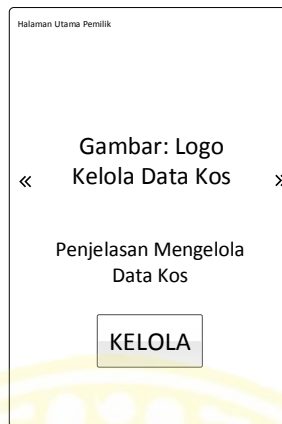 Halaman Utama Pemilik
Gambar: Logo
« Kelola Data Kos »
Penjelasan Mengelola
Data Kos
KELOLA